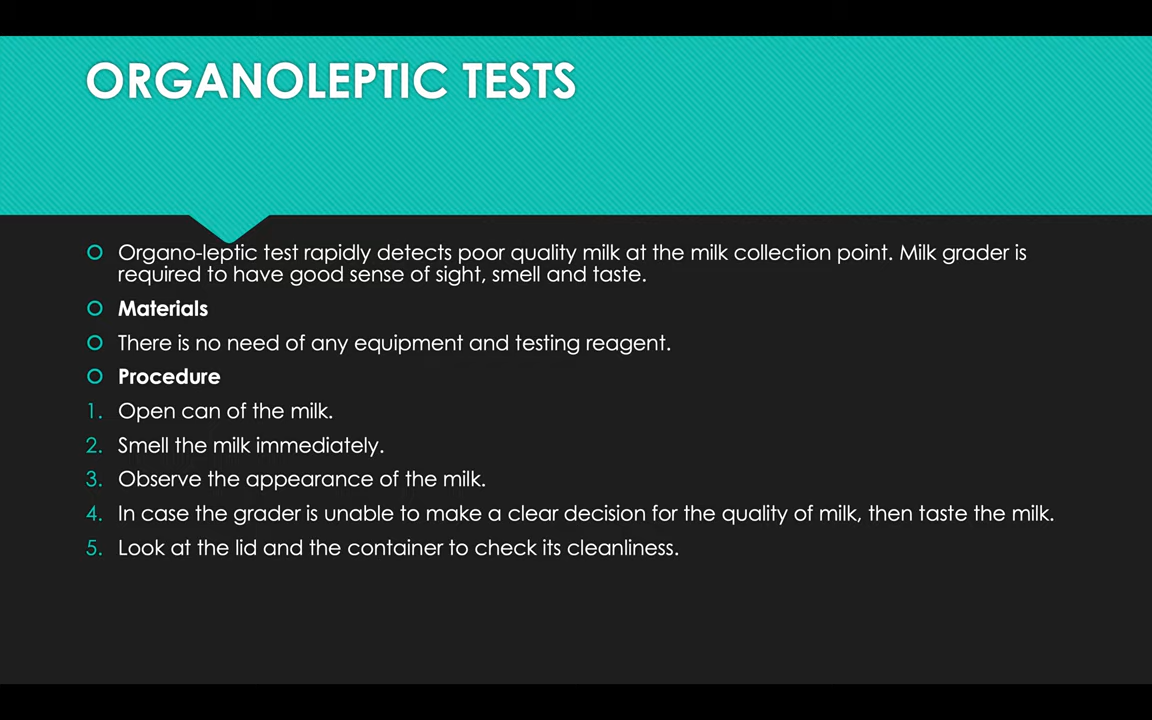 ORGANOLEPTIC TESTS
Organo-leptic test rapidly detects poor quality milk at the milk collection point. Milk grader is
required to have good sense of sight, smell and taste.
Materials
There is no need of any equipment and testing reagent.
Procedure
1. Open can of the milk.
2. Smell the milk immediately.
3. Observe the appearance of the milk.
4. In case the grader is unable to make a clear decision for the quality of milk, then taste the milk.
5. Look at the lid and the container to check its cleanliness.